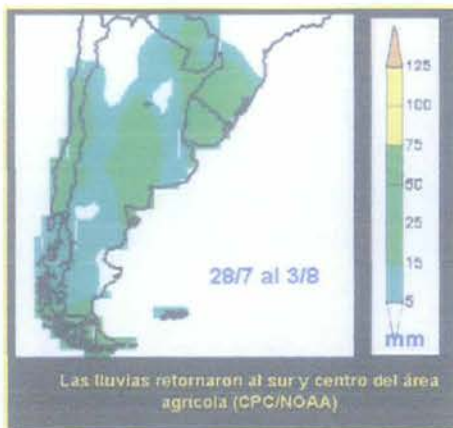 125
100
75
50
25
15
5
mm
28/7 al 3/8
Las lluvias retornaron al sur y centro del área
agrícola (CPC/NOAA)